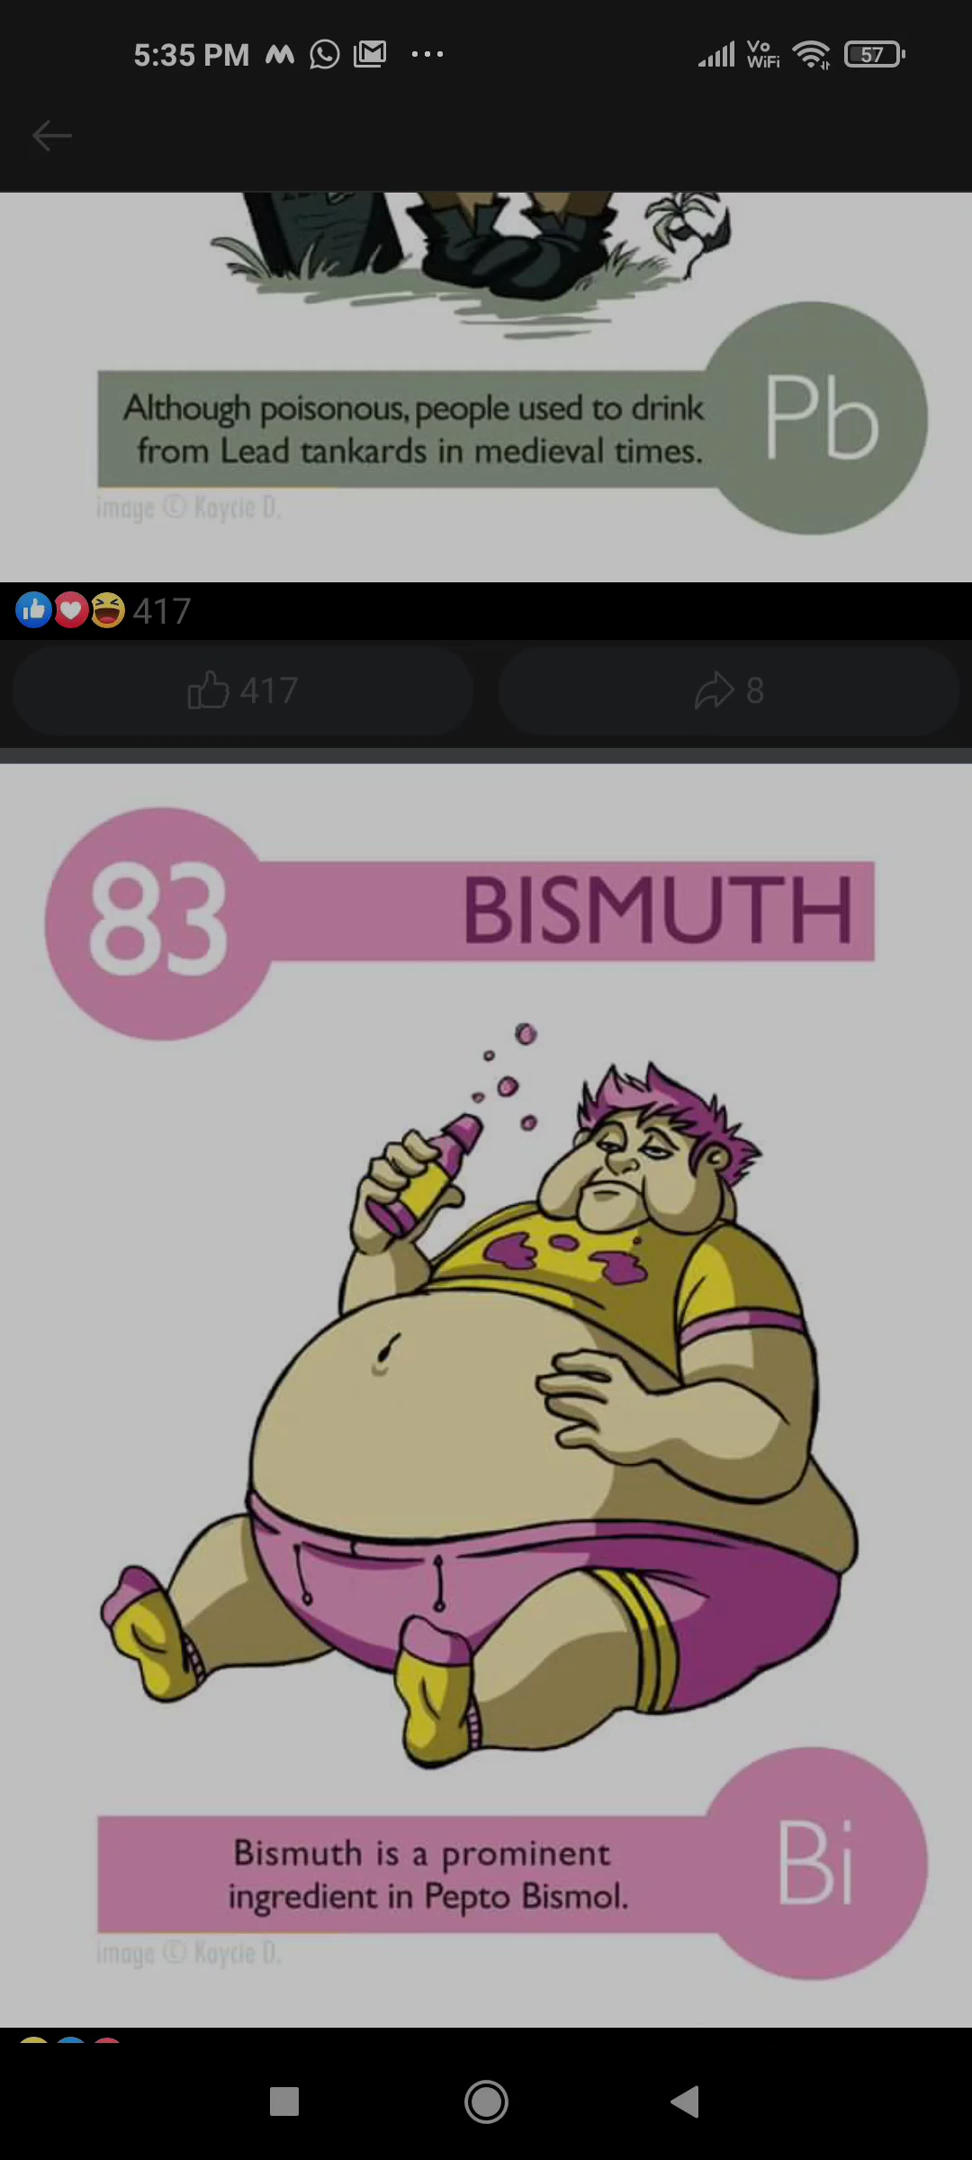 5:35 PM
Vo
WiFi
57
Although poisonous, people used to drink
from Lead tankards in medieval times.
Pb
image © Kaycie D.
417
417
8
83
BISMUTH
Bismuth is a prominent
ingredient in Pepto Bismol.
Bi
image © Kaycie D.